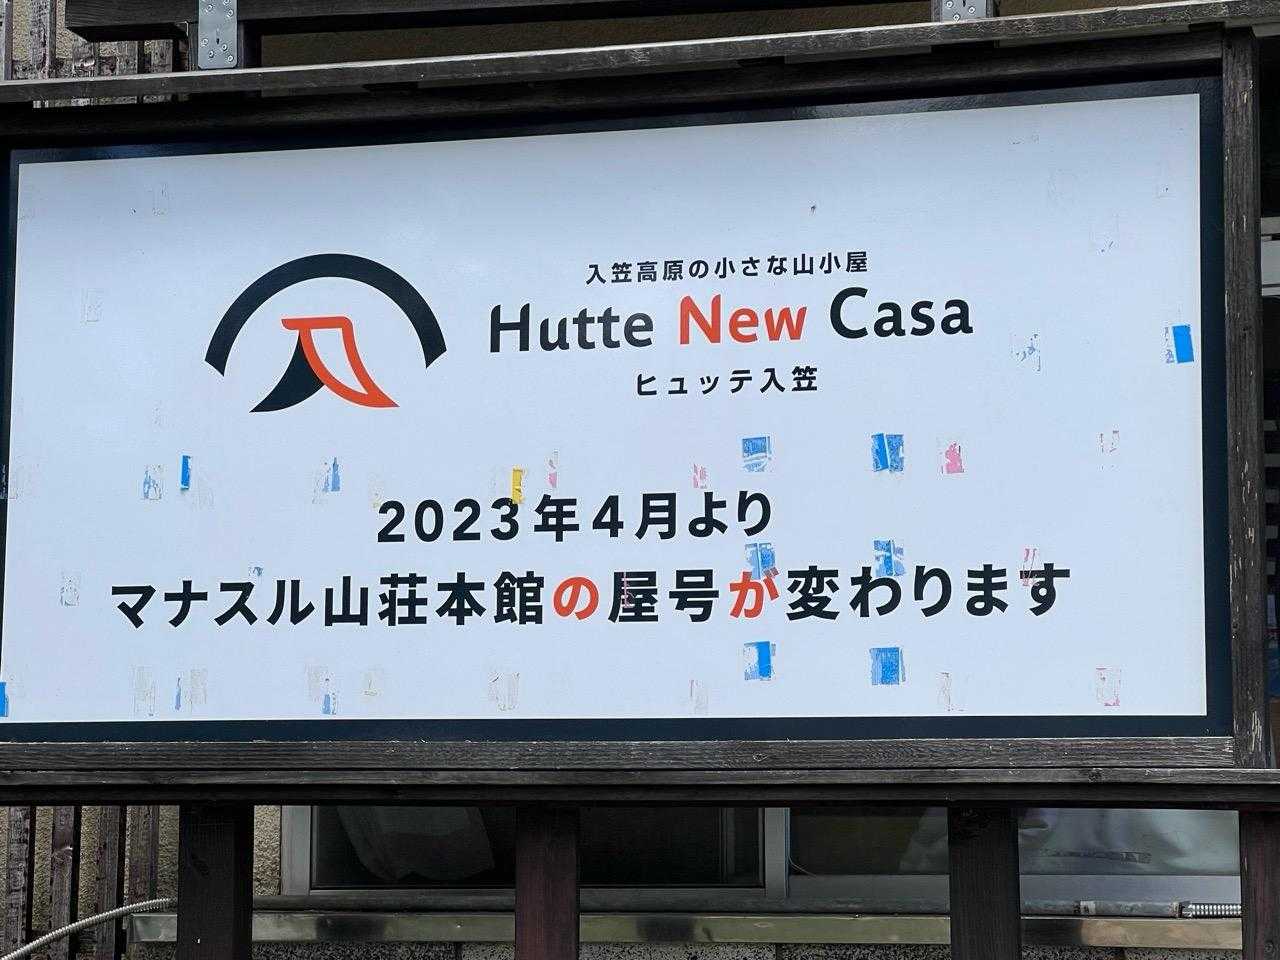 入笠高原の小さな山小屋
Hutte New Casa
ヒュッテ入笠
2023年4月より
マナスル山荘本館の屋号が変わります